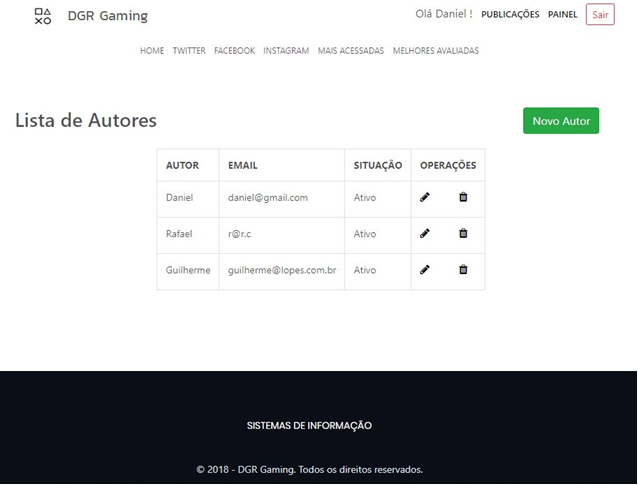 DGR Gaming
Olá Daniel ! PUBLICAÇÕES PAINEL Sair
HOME TWITTER FACEBOOK INSTAGRAM MAIS ACESSADAS MELHORES AVALIADAS
Lista de Autores
Novo Autor
AUTOR EMAIL SITUAÇÃO OPERAÇÕES
Daniel daniel@gmail.com Ativo
Rafael r@r.c Ativo
Guilherme guilherme@lopes.com.br Ativo
SISTEMAS DE INFORMAÇÃO
© 2018 - DGR Gaming. Todos os direitos reservados.